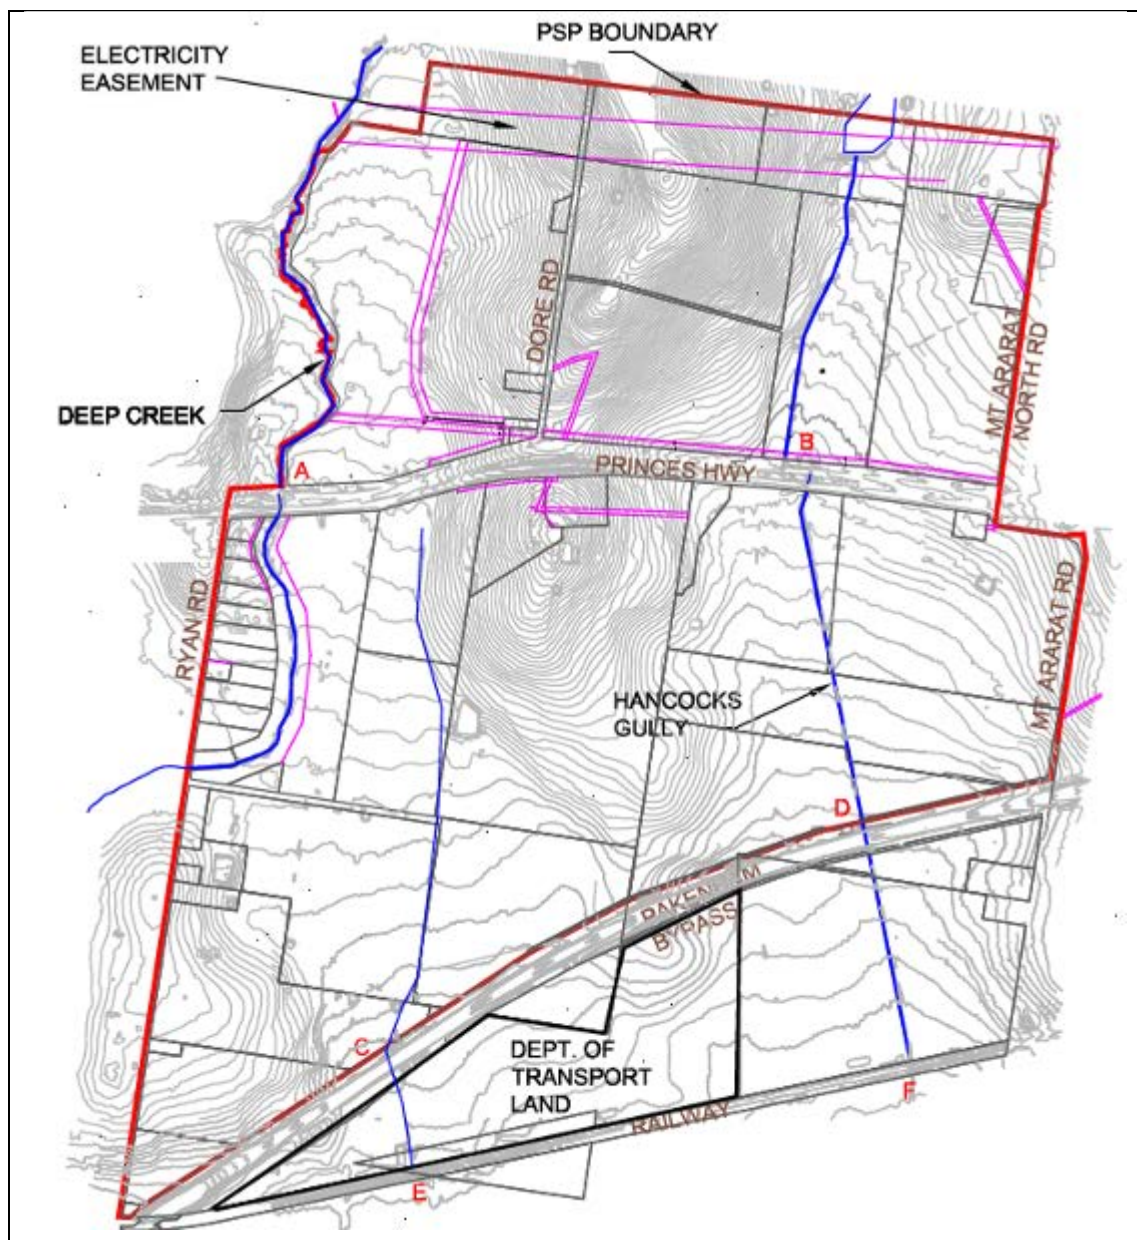 PSP BOUNDARY
ELECTRICITY
EASEMENT
DORE RD
MT ARARAT
NORTH RD
DEEP CREEK
A
B
PRINCES HWY
RYAN RD
MT ARARAT RD
HANCOCKS
GULLY
D
BYPASS
C
DEPT. OF
TRANSPORT
LAND
RAILWAY
F
E